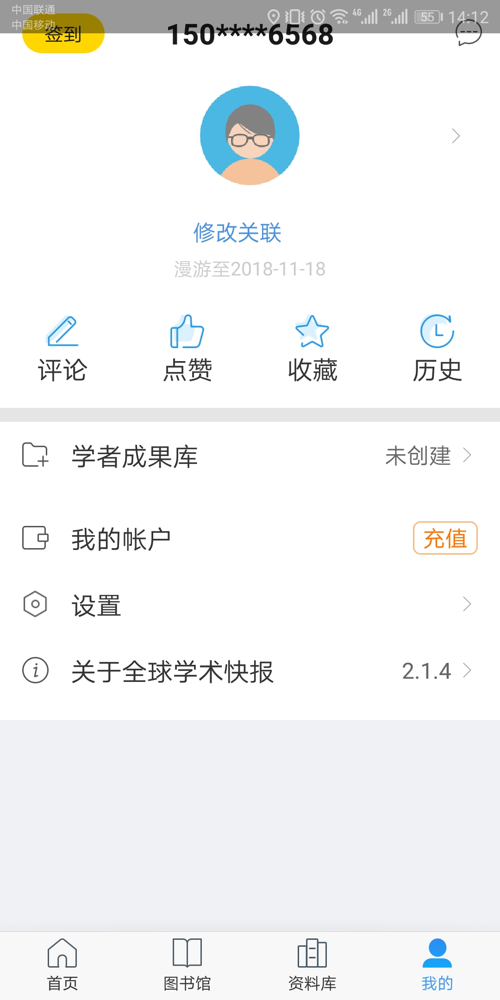 中国联通
中国移动
4G 2G 55 14:12
签到
150****6568
修改关联
漫游至2018-11-18
评论 点赞 收藏 历史
学者成果库 未创建
我的帐户 充值
设置
关于全球学术快报 2.1.4
首页 图书馆 资料库 我的